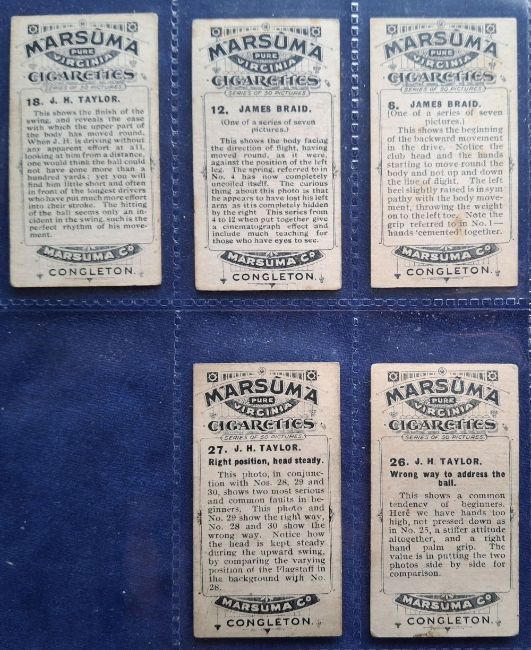 MARSUMA
PURE
VIRGINIA
CIGARETTES
SERIES OF 50 PICTURES
18. J. H. TAYLOR.
This shows the finish of the
swing, and reveals the ease
with which the upper part of
the body has moved round.
When J. H. is driving without
any apparent effort at all,
looking at him from a distance,
one would think the ball could
not have gone more than a
hundred yards; yet you will
find him little short and often
in front of the longest drivers
who have put much more effort
into their stroke. The hitting
of the ball seems only an in-
cident in the swing, such is the
perfect rhythm of his move-
ment.
MARSUMA Co
CONGLETON.
MARSUMA
PURE
VIRGINIA
CIGARETTES
SERIES OF 50 PICTURES
12. JAMES BRAID.
(One of a series of seven
pictures.)
This shows the body facing
the direction of flight, having
moved round, as it were,
against the position of the left
leg. The spring, referred to in
No. 4 has now completely
uncoiled itself. The curious
thing about this photo is that
he appears to have lost his left
arm as it is completely hidden
by the right. This series from
4 to 12 when put together give
a cinematograph effect and
include much teaching for
those who have eyes to see.
MARSUMA Co
CONGLETON.
MARSUMA
PURE
VIRGINIA
CIGARETTES
SERIES OF 50 PICTURES
JAMES BRAID.
(One of a series of seven
pictures.)
This shows the beginning
of the backward movement
in the drive. Notice the
club head and the hands
starting to move round the
body and not up and down
the line of flight. The left
heel slightly raised is in sym
pathy with the body move-
ment, throwing the weight
on to the left toe. Note the
grip referred to in No. 1—
hands 'cemented' together.
MARSUMA Co
CONGLETON.
MARSUMA
PURE
VIRGINIA
CIGARETTES
SERIES OF 50 PICTURES
27. J. H. TAYLOR.
Right position, head steady.
This photo, in conjunc-
tion with Nos. 28, 29 and
30, shows two most serious
and common faults in be-
ginners. This photo and
No. 29 show the right way,
No. 28 and 30 show the
wrong way. Notice how
the head is kept steady
during the upward swing,
by comparing the varying
position of the Flagstaff in
the background with No.
28.
MARSUMA Co
CONGLETON.
MARSUMA
PURE
VIRGINIA
CIGARETTES
SERIES OF 50 PICTURES
26. J. H. TAYLOR.
Wrong way to address the
ball.
This shows a common
tendency of beginners.
Here we have hands too
high, not pressed down as
in No. 25, a stiffer attitude
altogether, and a right
hand palm grip. The
value is in putting the two
photos side by side for
comparison.
MARSUMA Co
CONGLETON.